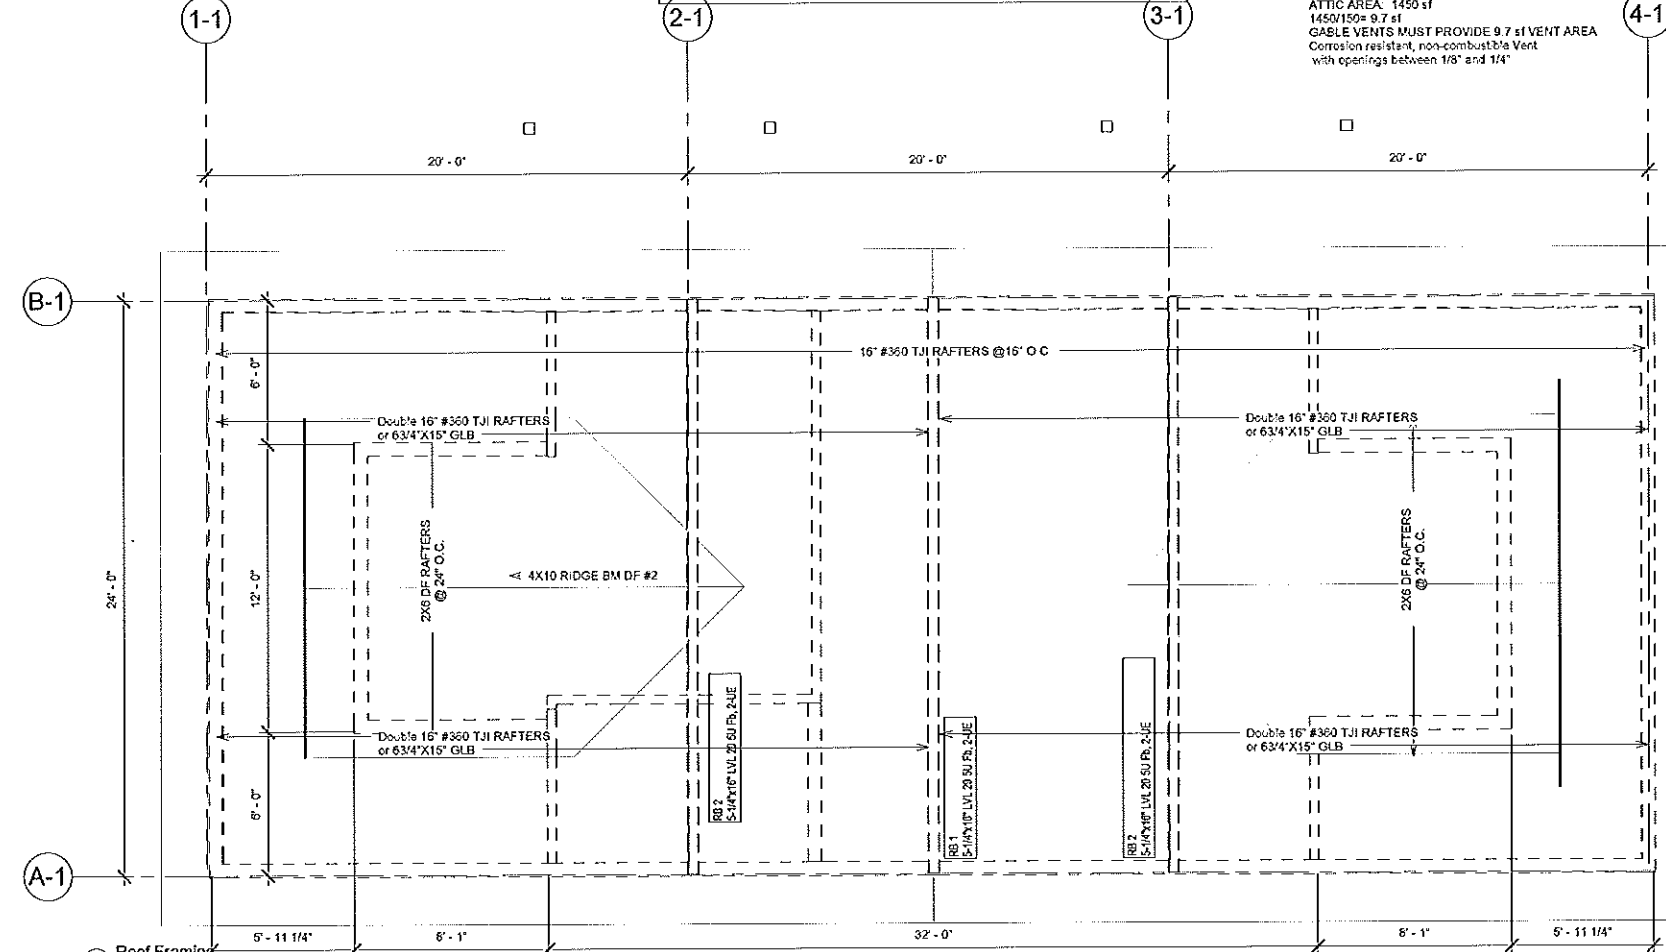 1-1
2-1
3-1
4-1
ATTIC AREA: 1450 sf
1450/150= 9.7 sf
GABLE VENTS MUST PROVIDE 9.7 sf VENT AREA
Corrosion resistant, non-combustible Vent
with openings between 1/8" and 1/4"
20' - 0"
20' - 0"
20' - 0"
B-1
16" #360 TJI RAFTERS @16" O C
6' - 0"
Double 16" #360 TJI RAFTERS
or 63/4"X15" GLB
Double 16" #360 TJI RAFTERS
or 63/4"X15" GLB
24' - 0"
12' - 0"
2X6 DF RAFTERS
@ 24" O.C.
4X10 RIDGE BM DF #2
2X6 DF RAFTERS
@ 24" O.C.
RB 2
5-1/4"x16" LVL 20 5U Fb, 2-UE
RB 1
5-1/4"x16" LVL 20 5U Fb, 2-UE
RB 2
5-1/4"x16" LVL 20 5U Fb, 2-UE
Double 16" #360 TJI RAFTERS
or 63/4"X15" GLB
Double 16" #360 TJI RAFTERS
or 63/4"X15" GLB
6' - 0"
A-1
5' - 11 1/4"
8' - 1"
32' - 0"
8' - 1"
5' - 11 1/4"
Roof Framing